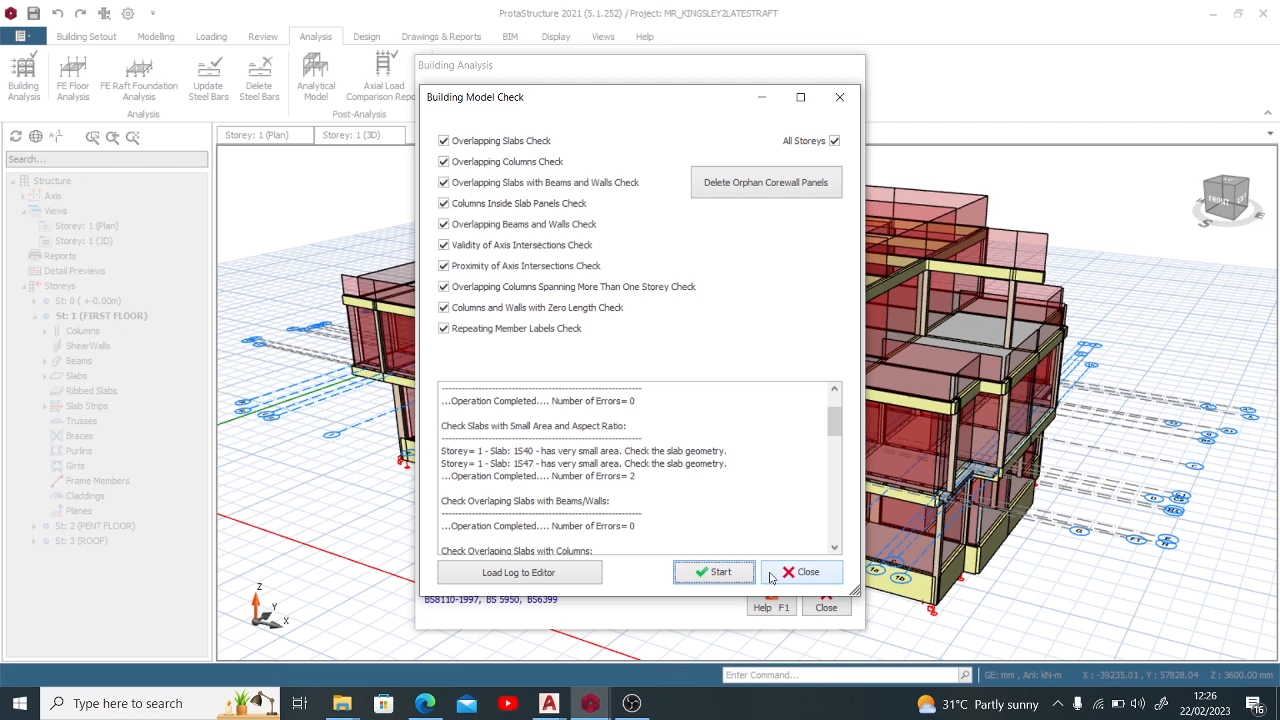 ProtaStructure 2021 (5.1.252) / Project: MR_KINGSLEY2LATESTRAFT
Building Setout
Modelling
Loading
Review
Analysis
Design
Drawings & Reports
BIM
Display
Views
Help
Building Analysis
FE Floor Analysis
FE Raft Foundation Analysis
Update Steel Bars
Delete Steel Bars
Analytical Model
Axial Load Comparison Repo
Analysis
Post-Analysis
Storey: 1 (Plan)
Storey: 1 (3D)
Search...
Structure
Axis
Views
Storey: 1 (Plan)
Storey: 1 (3D)
Reports
Detail Previews
Storeys
St: 0 ( +-0.00m)
St: 1 (FIRST FLOOR)
Columns
ShearWalls
Beams
Slabs
Ribbed Slabs
Slab Strips
Trusses
Braces
Purlins
Girts
Frame Members
Claddings
Planes
St: 2 (PENT FLOOR)
St: 3 (ROOF)
Building Analysis
Building Model Check
Overlapping Slabs Check
All Storeys
Overlapping Columns Check
Overlapping Slabs with Beams and Walls Check
Delete Orphan Corewall Panels
Columns Inside Slab Panels Check
Overlapping Beams and Walls Check
Validity of Axis Intersections Check
Proximity of Axis Intersections Check
Overlapping Columns Spanning More Than One Storey Check
Columns and Walls with Zero Length Check
Repeating Member Labels Check
----------------------------------------------------
...Operation Completed.... Number of Errors= 0
Check Slabs with Small Area and Aspect Ratio:
----------------------------------------------------
Storey= 1 - Slab: 1S40 - has very small area. Check the slab geometry.
Storey= 1 - Slab: 1S47 - has very small area. Check the slab geometry.
...Operation Completed.... Number of Errors= 2
Check Overlaping Slabs with Beams/Walls:
----------------------------------------------------
...Operation Completed.... Number of Errors= 0
Check Overlaping Slabs with Columns:
Load Log to Editor
Start
Close
BS8110-1997, BS 5950, BS6399
Help F1
Close
FRONT
S
E
Z
Y
X
1a
1b
Enter Command...
GE: mm , Anl: kN-m
X : -39235.01 , Y : 57828.04
Z : 3600.00 mm
Type here to search
31°C Mostly sunny
12:26
22/02/2023
16